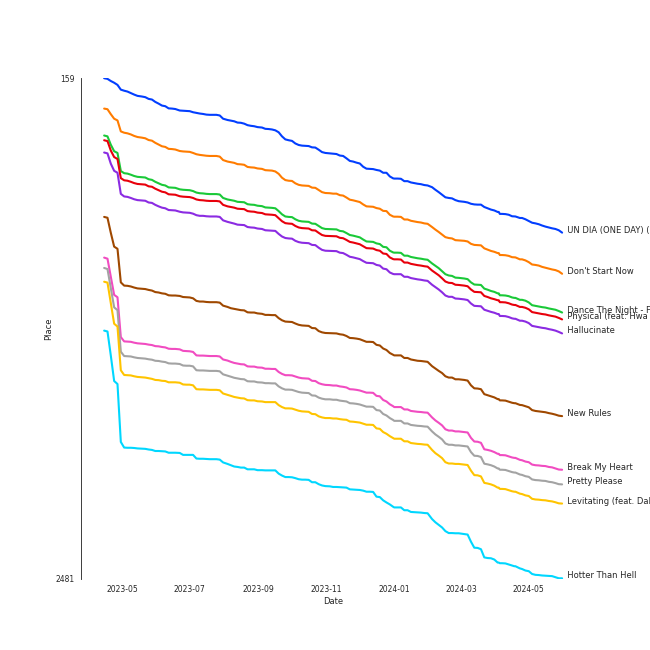 159
UN DIA (ONE DAY) (
Don't Start Now
Dance The Night - F
Physical (feat. Hwa
Hallucinate
Place
New Rules
Break My Heart
Pretty Please
Levitating (feat. Dal
Hotter Than Hell
2481
2023-05 2023-07 2023-09 2023-11 2024-01 2024-03 2024-05
Date